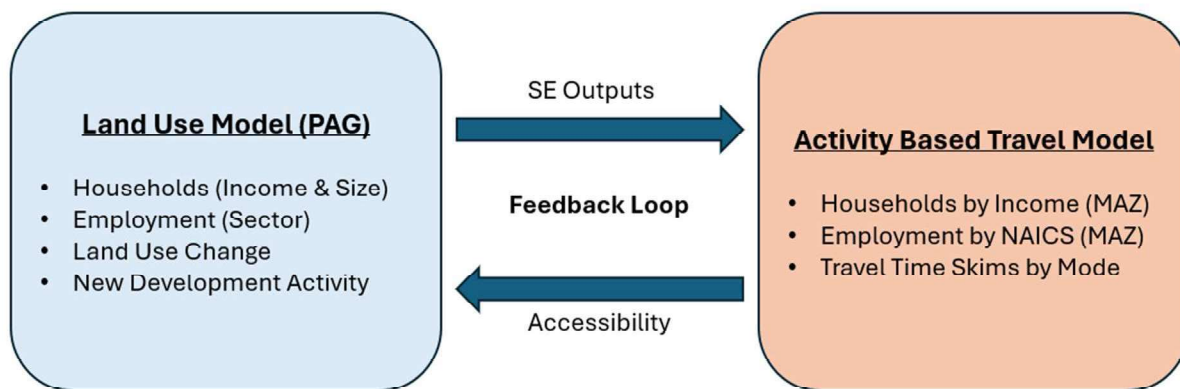 Land Use Model (PAG)
• Households (Income & Size)
• Employment (Sector)
• Land Use Change
• New Development Activity
SE Outputs
Feedback Loop
Accessibility
Activity Based Travel Model
• Households by Income (MAZ)
• Employment by NAICS (MAZ)
• Travel Time Skims by Mode